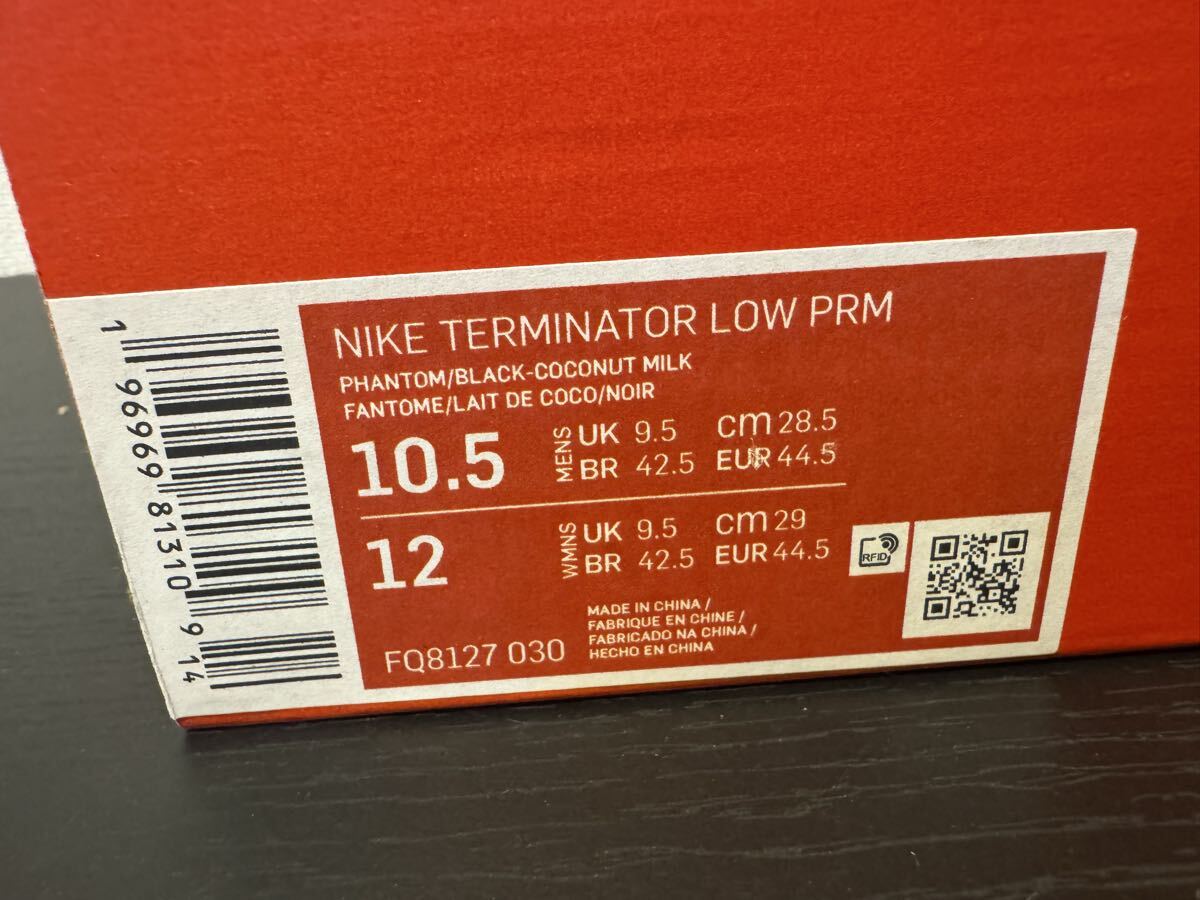 NIKE TERMINATOR LOW PRM
PHANTOM/BLACK-COCONUT MILK
FANTOME/LAIT DE COCO/NOIR
10.5 MENS UK 9.5 cm 28.5
BR 42.5 EUR 44.5
12 WMNS UK 9.5 cm 29
BR 42.5 EUR 44.5
RFID
MADE IN CHINA /
FABRIQUE EN CHINE /
FABRICADO NA CHINA /
HECHO EN CHINA
FQ8127 030
1 96969 81310 9 14